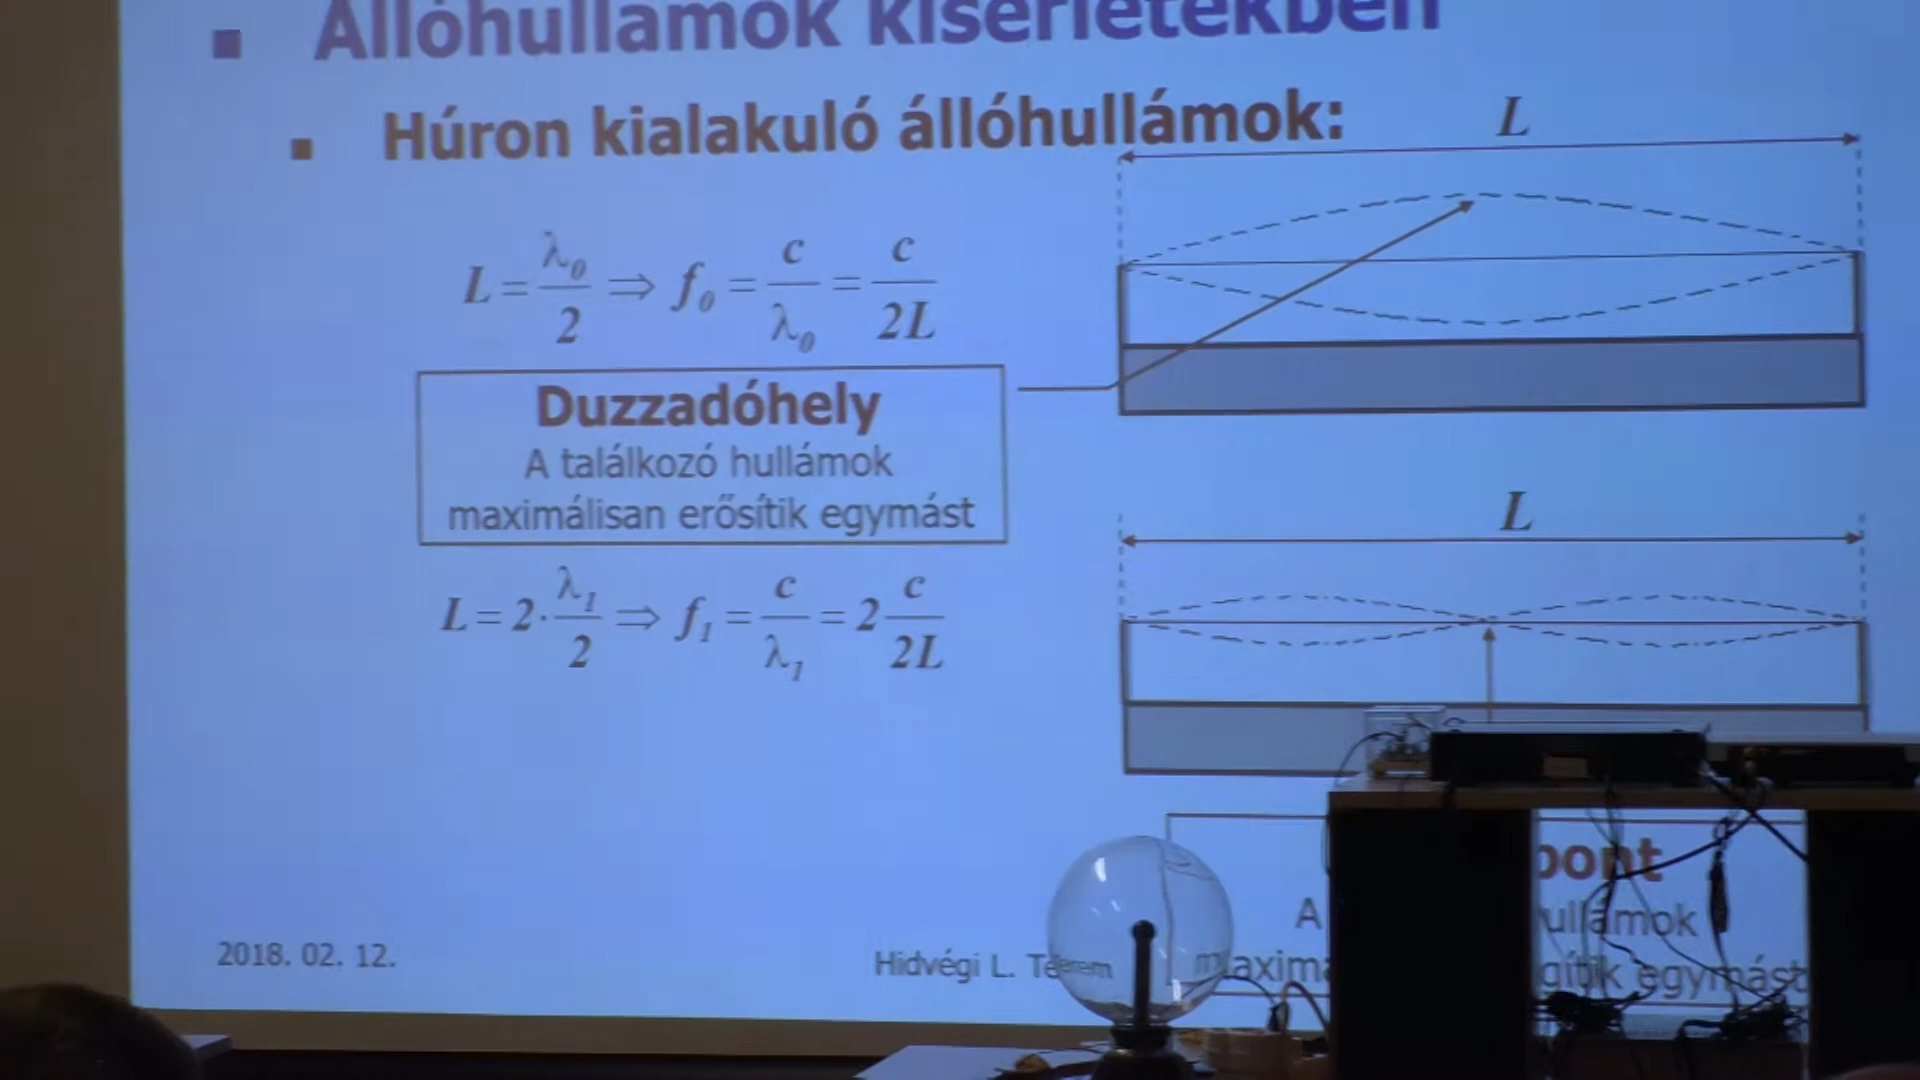 Állóhullámok kísérletekben
Húron kialakuló állóhullámok:
L
L = λ₀/2 ⇒ f₀ = c/λ₀ = c/2L
Duzzadóhely
A találkozó hullámok
maximálisan erősítik egymást
L
L = 2·λ₁/2 ⇒ f₁ = c/λ₁ = 2 c/2L
pont
A
egymást
2018. 02. 12.
Hidvégi L.